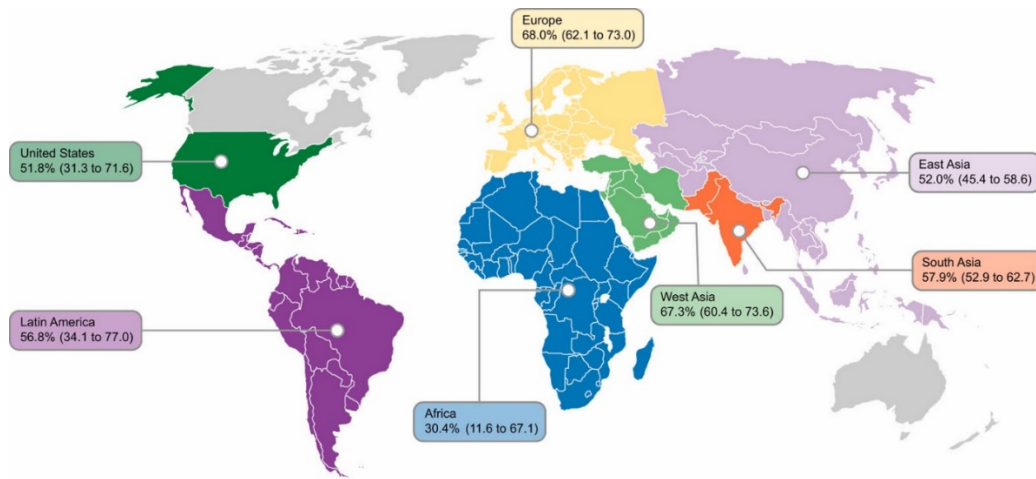 Europe
68.0% (62.1 to 73.0)
United States
51.8% (31.3 to 71.6)
East Asia
52.0% (45.4 to 58.6)
South Asia
57.9% (52.9 to 62.7)
West Asia
67.3% (60.4 to 73.6)
Latin America
56.8% (34.1 to 77.0)
Africa
30.4% (11.6 to 67.1)